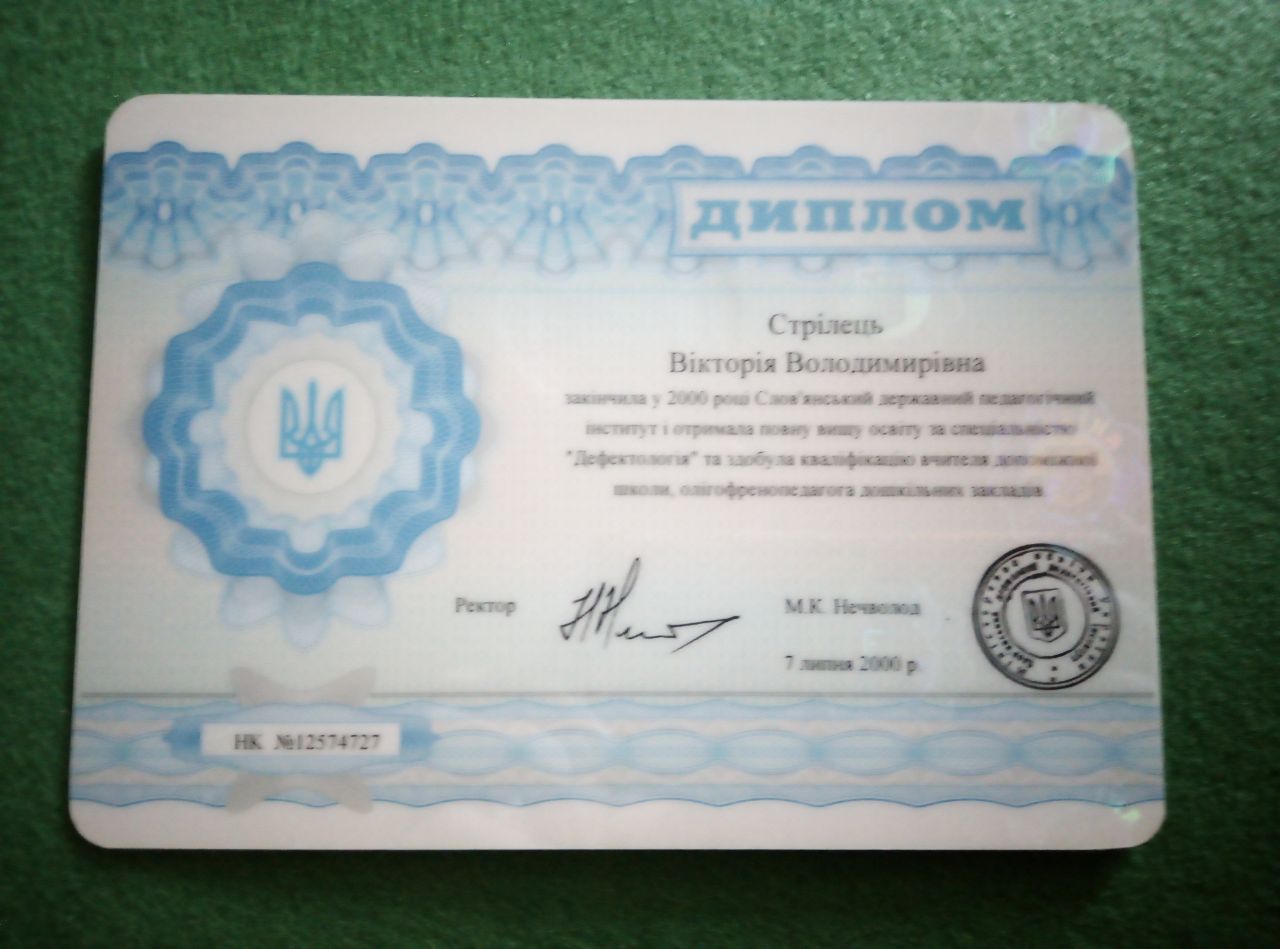 ДИПЛОМ
Стрілець
Вікторія Володимирівна
закінчила у 2000 році Слов'янський державний педагогічний
інститут і отримала повну вищу освіту за спеціальністю
"Дефектологія" та здобула кваліфікацію вчителя допоміжної
школи, олігофренопедагога дошкільних закладів
Ректор
М.К. Нечволод
7 липня 2000 р
НК №12574727